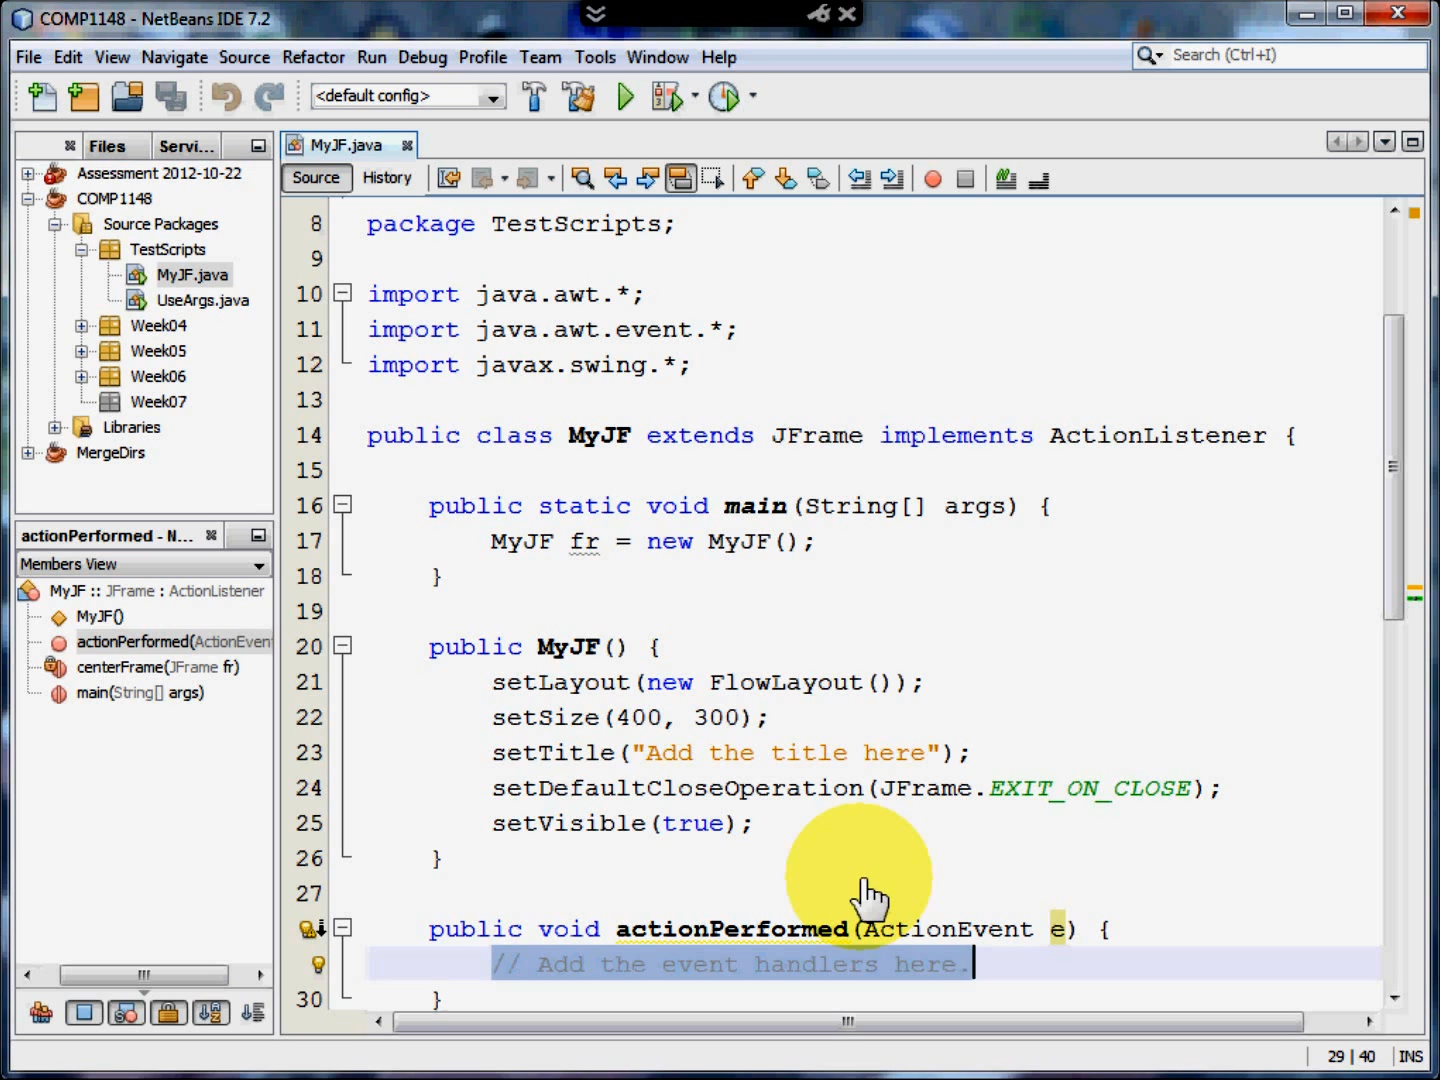 COMP1148 - NetBeans IDE 7.2
File Edit View Navigate Source Refactor Run Debug Profile Team Tools Window Help
Search (Ctrl+I)
<default config>
Files Servi...
Assessment 2012-10-22
COMP1148
Source Packages
TestScripts
MyJF.java
UseArgs.java
Week04
Week05
Week06
Week07
Libraries
MergeDirs
actionPerformed - N...
Members View
MyJF :: JFrame : ActionListener
MyJF()
actionPerformed(ActionEven
centerFrame(JFrame fr)
main(String[] args)
MyJF.java
Source History
8 package TestScripts;
9
10 import java.awt.*;
11 import java.awt.event.*;
12 import javax.swing.*;
13
14 public class MyJF extends JFrame implements ActionListener {
15
16 public static void main(String[] args) {
17 MyJF fr = new MyJF();
18 }
19
20 public MyJF() {
21 setLayout(new FlowLayout());
22 setSize(400, 300);
23 setTitle("Add the title here");
24 setDefaultCloseOperation(JFrame.EXIT_ON_CLOSE);
25 setVisible(true);
26 }
27
public void actionPerformed(ActionEvent e) {
// Add the event handlers here.
30 }
29 | 40 INS